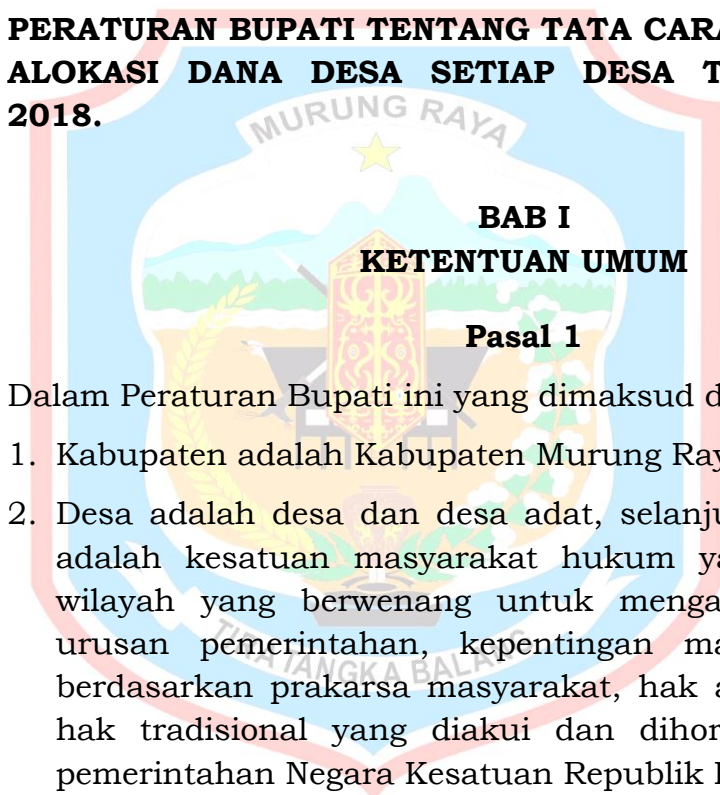 PERATURAN BUPATI TENTANG TATA CARA
ALOKASI DANA DESA SETIAP DESA T
2018.
MURUNG RAYA
BAB I
KETENTUAN UMUM
Pasal 1
Dalam Peraturan Bupati ini yang dimaksud d
1. Kabupaten adalah Kabupaten Murung Ray
2. Desa adalah desa dan desa adat, selanju
adalah kesatuan masyarakat hukum ya
wilayah yang berwenang untuk menga
urusan pemerintahan, kepentingan ma
berdasarkan prakarsa masyarakat, hak a
hak tradisional yang diakui dan dihor
pemerintahan Negara Kesatuan Republik I
TIRA TANGKA BALANG